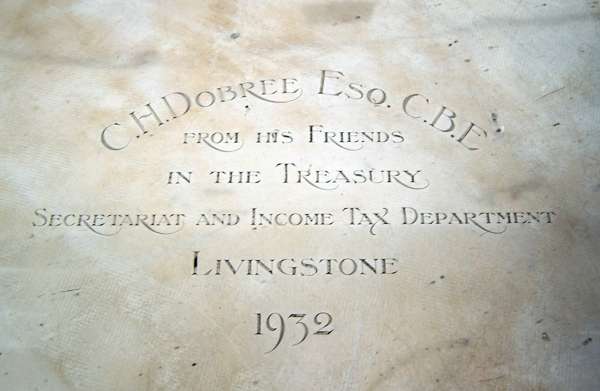 C.H. DOBREE ESQ. C.B.E.
FROM HIS FRIENDS
IN THE TREASURY
SECRETARIAT AND INCOME TAX DEPARTMENT
LIVINGSTONE
1932